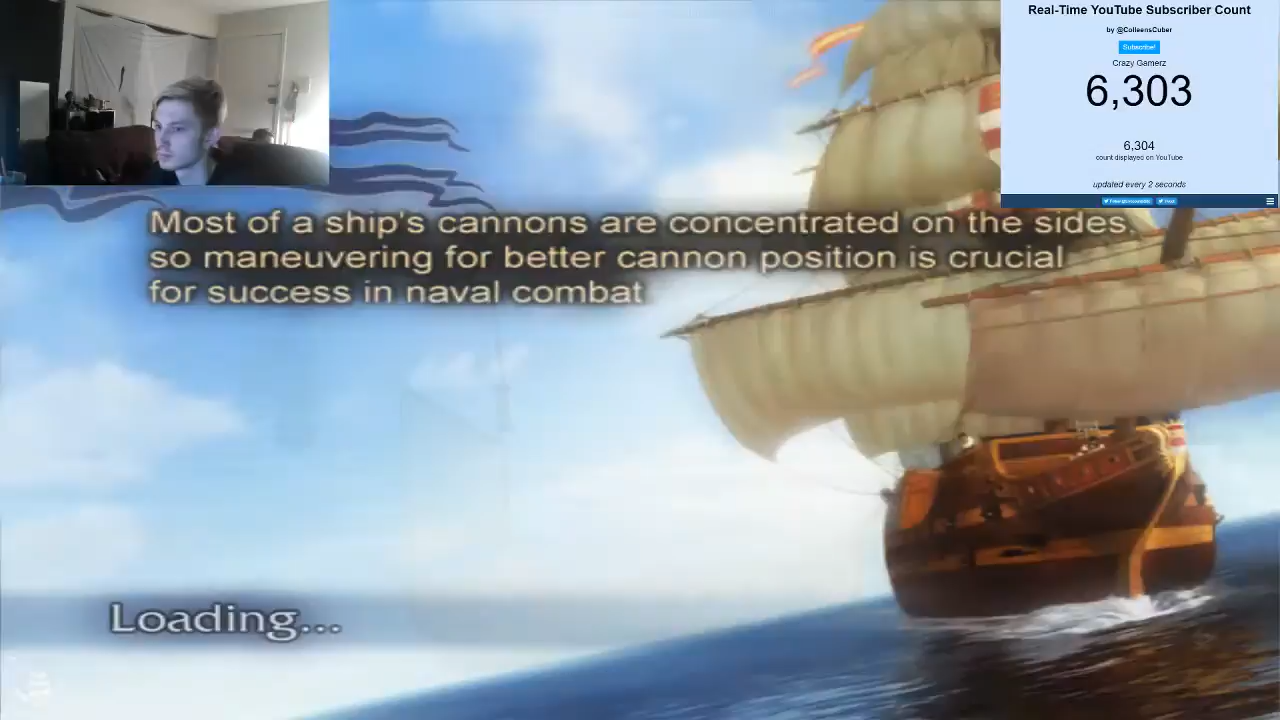 Real-Time YouTube Subscriber Count
by @ColleensCuber
Subscribe!
Crazy Gamerz
6,303
6,304
count displayed on YouTube
updated every 2 seconds
Most of a ship's cannons are concentrated on the sides,
so maneuvering for better cannon position is crucial
for success in naval combat
Loading...